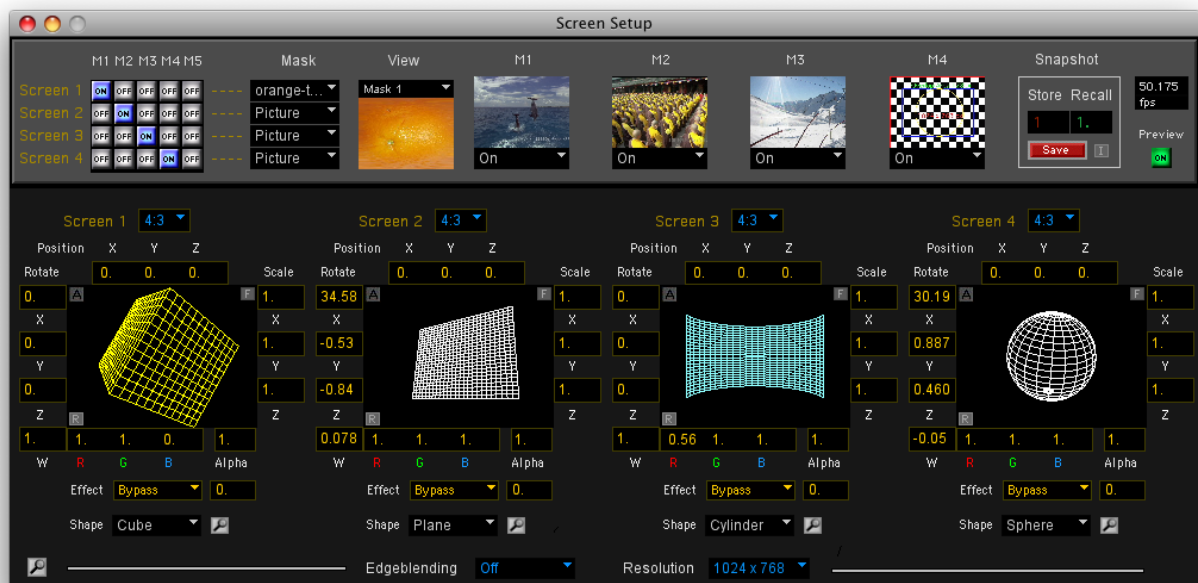 Screen Setup
M1 M2 M3 M4 M5 Mask View M1 M2 M3 M4 Snapshot
Screen 1 ON OFF OFF OFF OFF ---- orange-t... Mask 1 Store Recall 50.175 fps
Screen 2 OFF ON OFF OFF OFF ---- Picture 1 1.
Screen 3 OFF OFF ON OFF OFF ---- Picture Save I Preview
Screen 4 OFF OFF OFF ON OFF ---- Picture On On On On ON
Screen 1 4:3 Screen 2 4:3 Screen 3 4:3 Screen 4 4:3
Position X Y Z Position X Y Z Position X Y Z Position X Y Z
Rotate 0. 0. 0. Scale Rotate 0. 0. 0. Scale Rotate 0. 0. 0. Scale Rotate 0. 0. 0. Scale
0. A F 1. 34.58 A F 1. 0. A F 1. 30.19 A F 1.
X X X X X X X X
0. 1. -0.53 1. 0. 1. 0.887 1.
Y Y Y Y Y Y Y Y
0. 1. -0.84 1. 0. 1. 0.460 1.
Z R Z Z R Z Z R Z Z R Z
1. 1. 1. 0. 1. 0.078 1. 1. 1. 1. 1. 0.56 1. 1. 1. -0.05 1. 1. 1. 1.
W R G B Alpha W R G B Alpha W R G B Alpha W R G B Alpha
Effect Bypass 0. Effect Bypass 0. Effect Bypass 0. Effect Bypass 0.
Shape Cube Shape Plane Shape Cylinder Shape Sphere
Edgeblending Off Resolution 1024 x 768